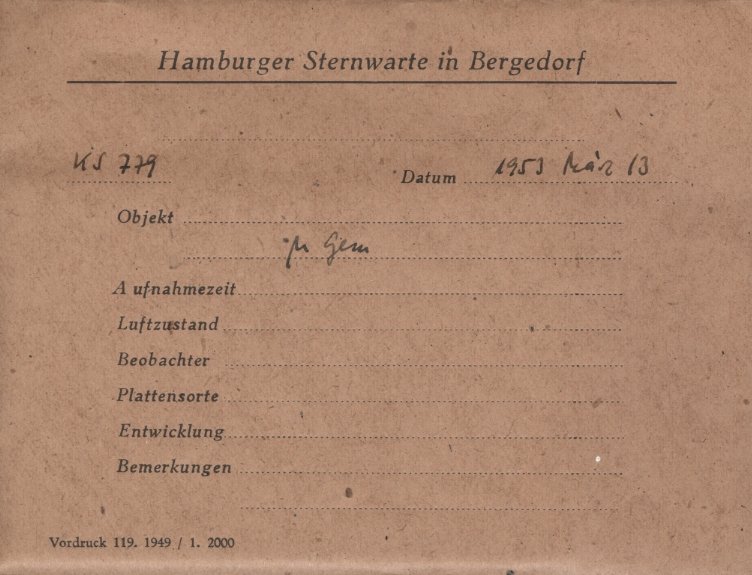 Hamburger Sternwarte in Bergedorf
KS 779
Datum 1953 Mär 13
Objekt
μ Gem
Aufnahmezeit
Luftzustand
Beobachter
Plattensorte
Entwicklung
Bemerkungen
Vordruck 119. 1949 / 1. 2000